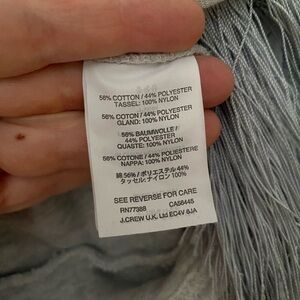 56% COTTON / 44% POLYESTER
TASSEL: 100% NYLON
56% COTON / 44% POLYESTER
GLAND: 100% NYLON
56% BAUMWOLLE /
44% POLYESTER
QUASTE: 100% NYLON
56% COTONE / 44% POLIESTERE
NAPPA: 100% NYLON
綿 56% / ポリエステル 44%
タッセル: ナイロン 100%
SEE REVERSE FOR CARE
RN77388 CA56445
J.CREW U.K. Ltd EC4V 6JA